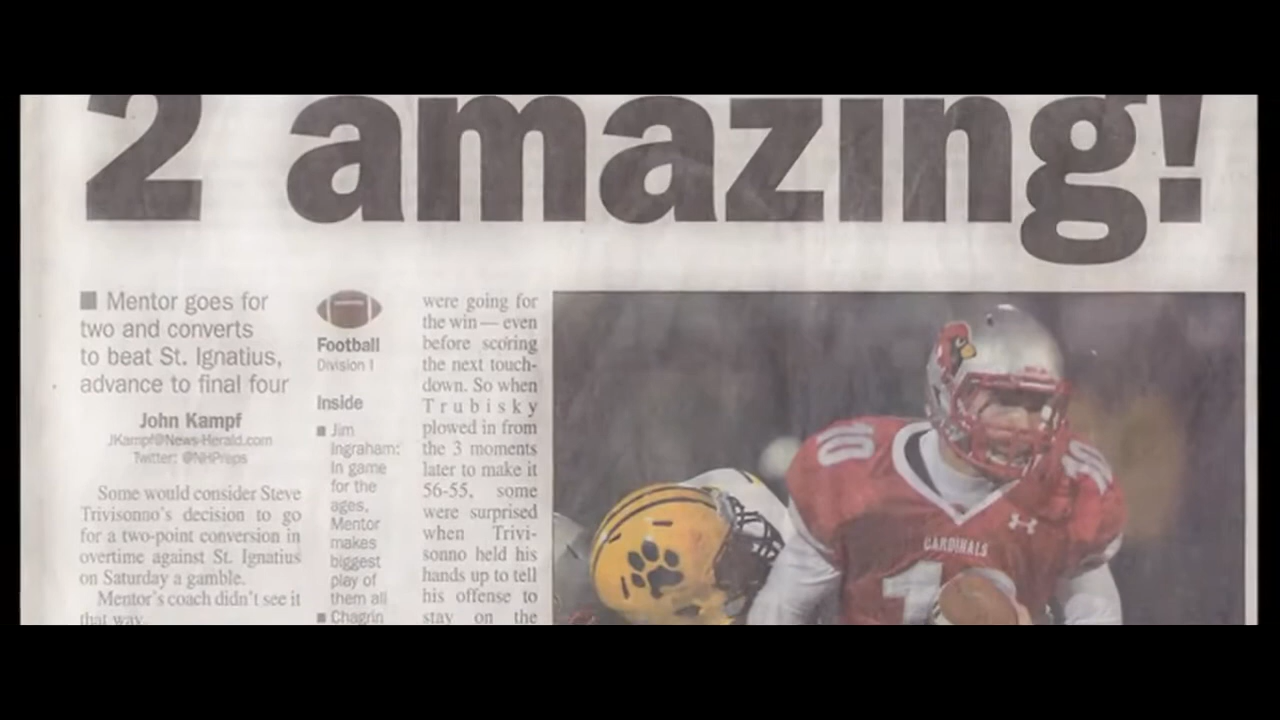 2 amazing!
■ Mentor goes for
two and converts
to beat St. Ignatius,
advance to final four
John Kampf
JKampf@News-Herald.com
Twitter: @NHPreps
Some would consider Steve
Trivisonno's decision to go
for a two-point conversion in
overtime against St. Ignatius
on Saturday a gamble.
Mentor's coach didn't see it
that way.
Football
Division I
Inside
■ Jim
Ingraham:
In game
for the
ages,
Mentor
makes
biggest
play of
them all
■ Chagrin
were going for
the win — even
before scoring
the next touch-
down. So when
Trubisky
plowed in from
the 3 moments
later to make it
56-55, some
were surprised
when Trivi-
sonno held his
hands up to tell
his offense to
stay on the
10
10
CARDINALS
1